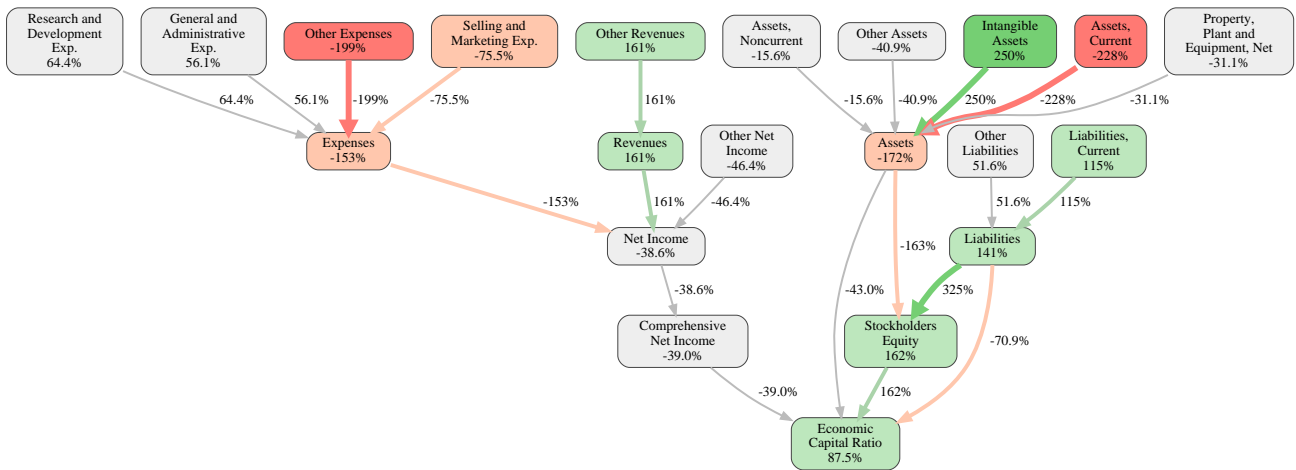 Research and
Development
Exp.
64.4%
General and
Administrative
Exp.
56.1%
Other Expenses
-199%
Selling and
Marketing Exp.
-75.5%
Other Revenues
161%
Assets,
Noncurrent
-15.6%
Other Assets
-40.9%
Intangible
Assets
250%
Assets,
Current
-228%
Property,
Plant and
Equipment, Net
-31.1%
64.4%
56.1%
-199%
-75.5%
161%
-15.6%
-40.9%
250%
-228%
-31.1%
Expenses
-153%
Revenues
161%
Other Net
Income
-46.4%
Assets
-172%
Other
Liabilities
51.6%
Liabilities,
Current
115%
-153%
161%
-46.4%
51.6%
115%
Net Income
-38.6%
-163%
Liabilities
141%
-38.6%
-43.0%
325%
Comprehensive
Net Income
-39.0%
Stockholders
Equity
162%
-70.9%
-39.0%
162%
Economic
Capital Ratio
87.5%